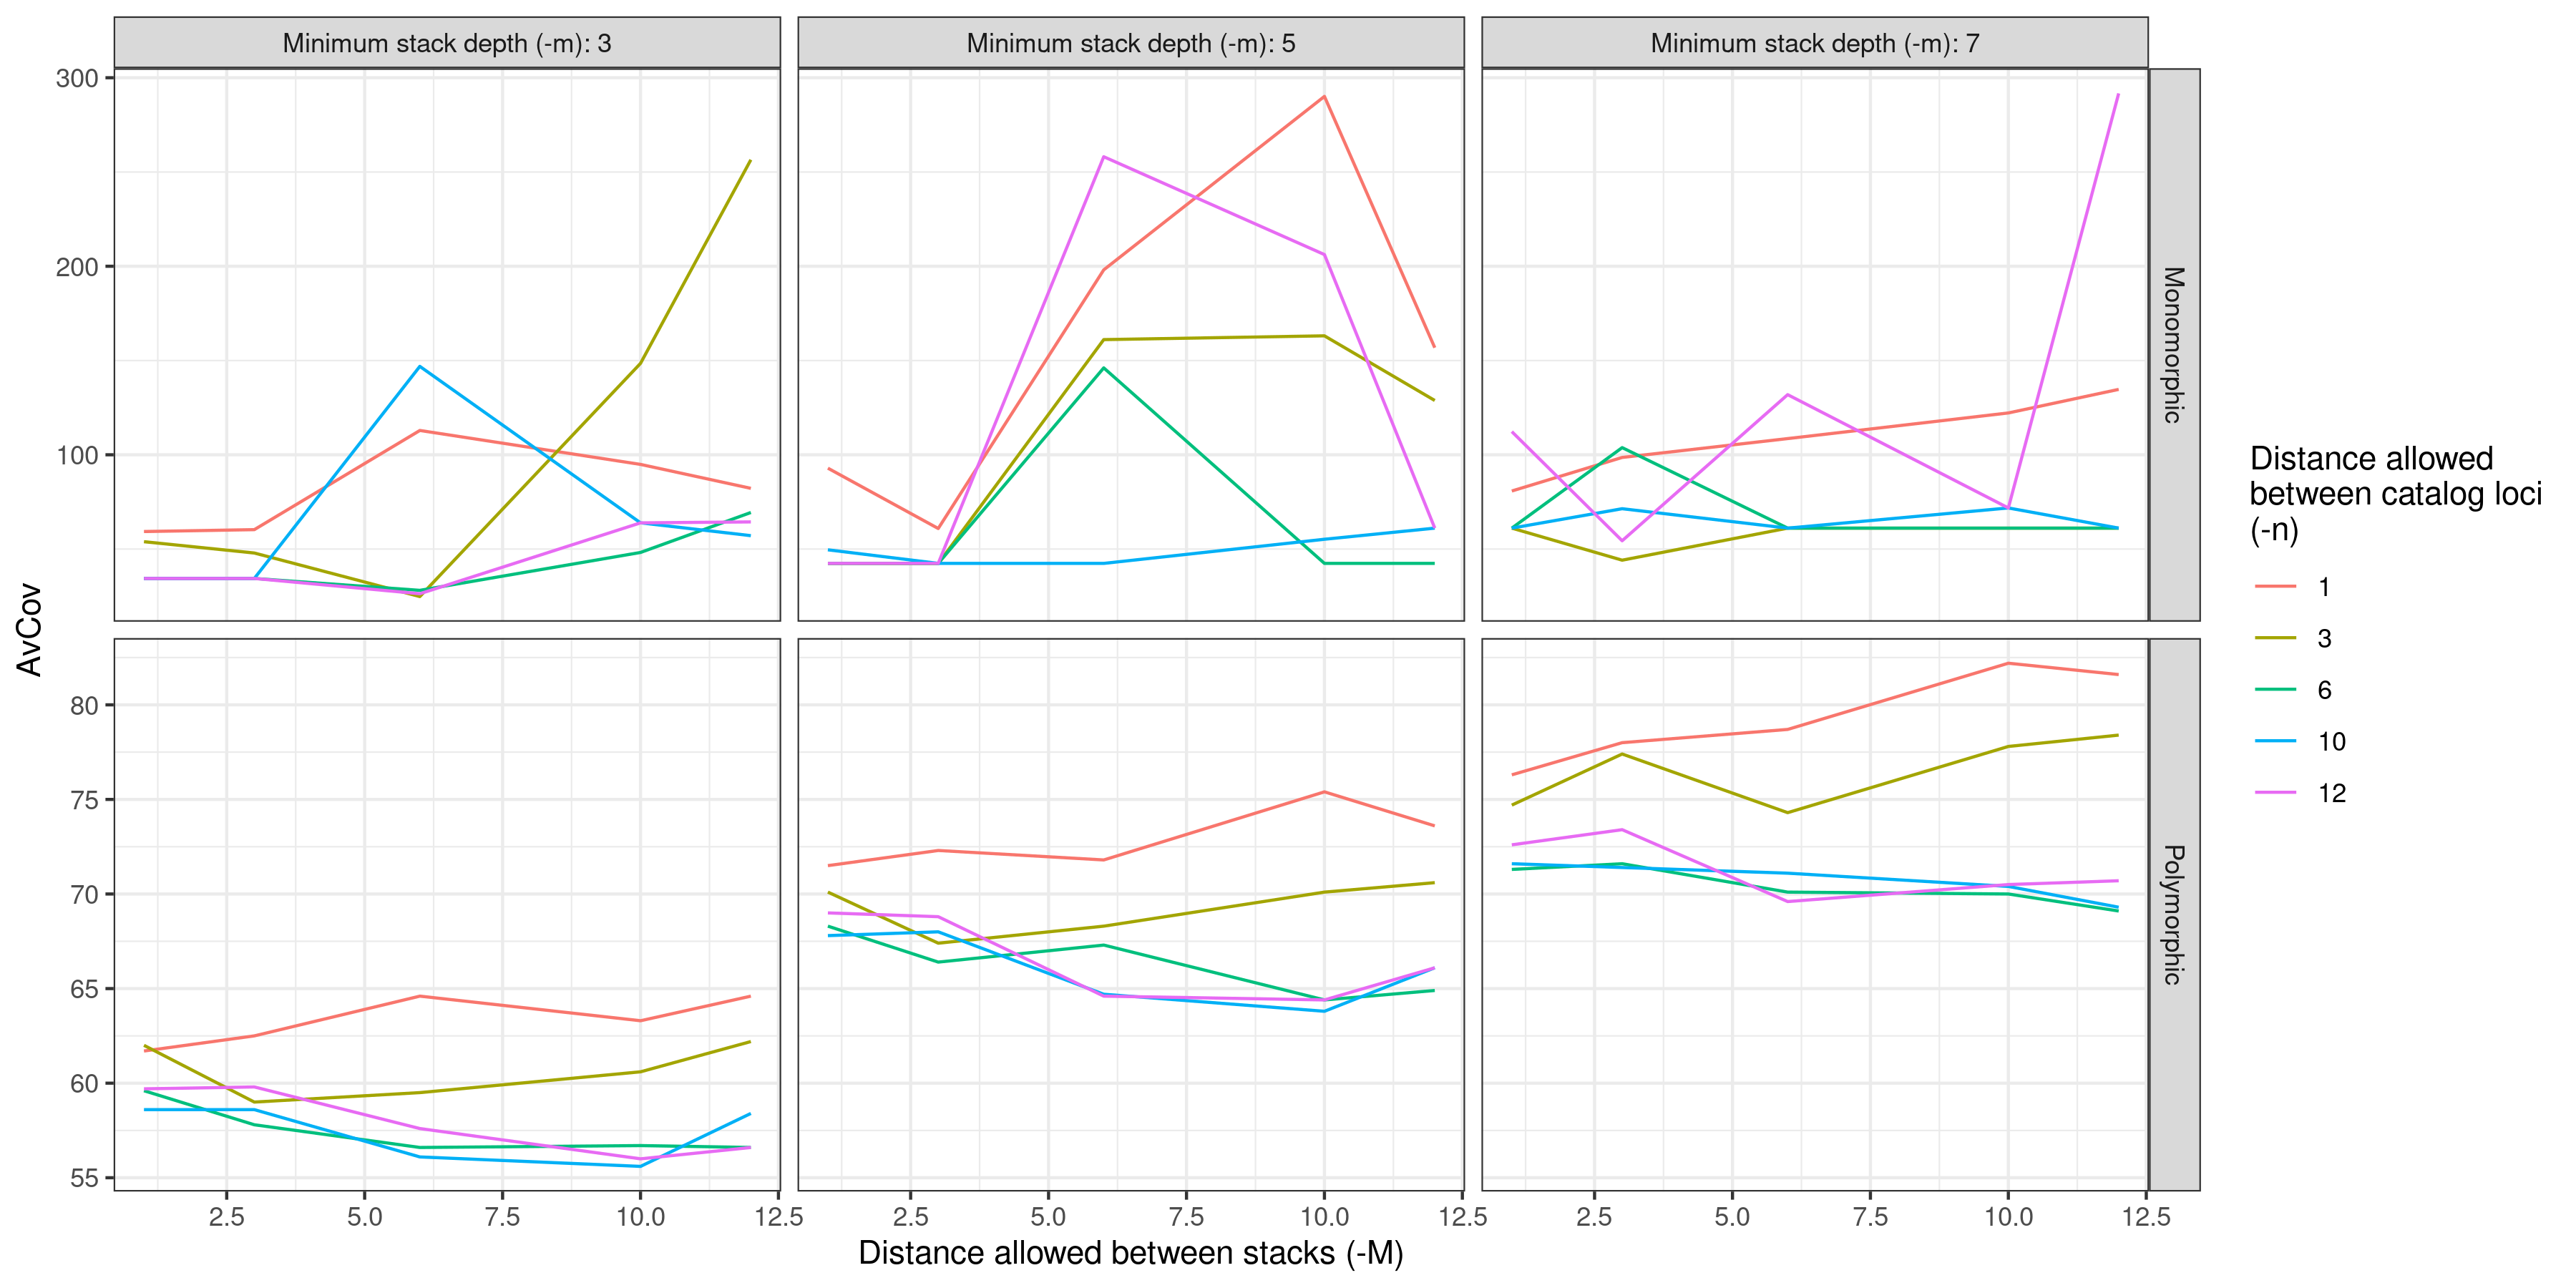 Minimum stack depth (-m): 3
Minimum stack depth (-m): 5
Minimum stack depth (-m): 7
300
200
100
Monomorphic
AvCov
80
75
70
65
60
55
Polymorphic
2.5 5.0 7.5 10.0 12.5
2.5 5.0 7.5 10.0 12.5
2.5 5.0 7.5 10.0 12.5
Distance allowed between stacks (-M)
Distance allowed
between catalog loci
(-n)
1
3
6
10
12